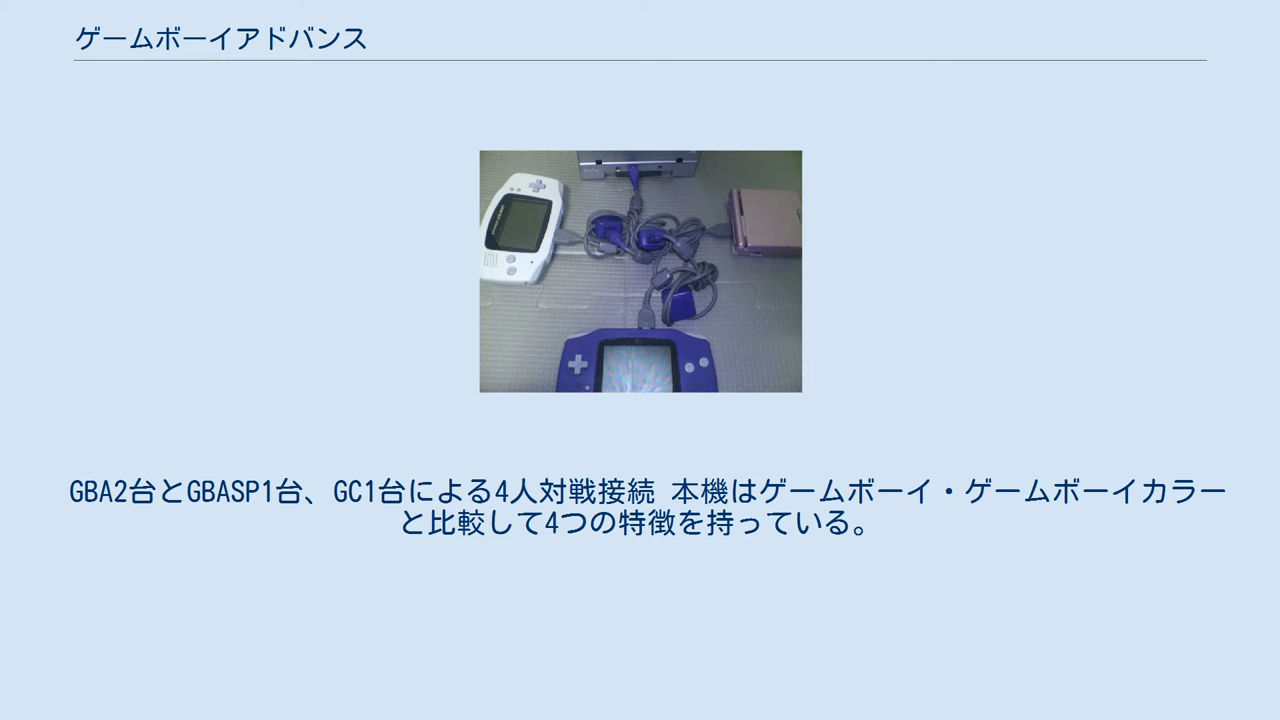 ゲームボーイアドバンス
GBA2台とGBASP1台、GC1台による4人対戦接続 本機はゲームボーイ・ゲームボーイカラー
と比較して4つの特徴を持っている。